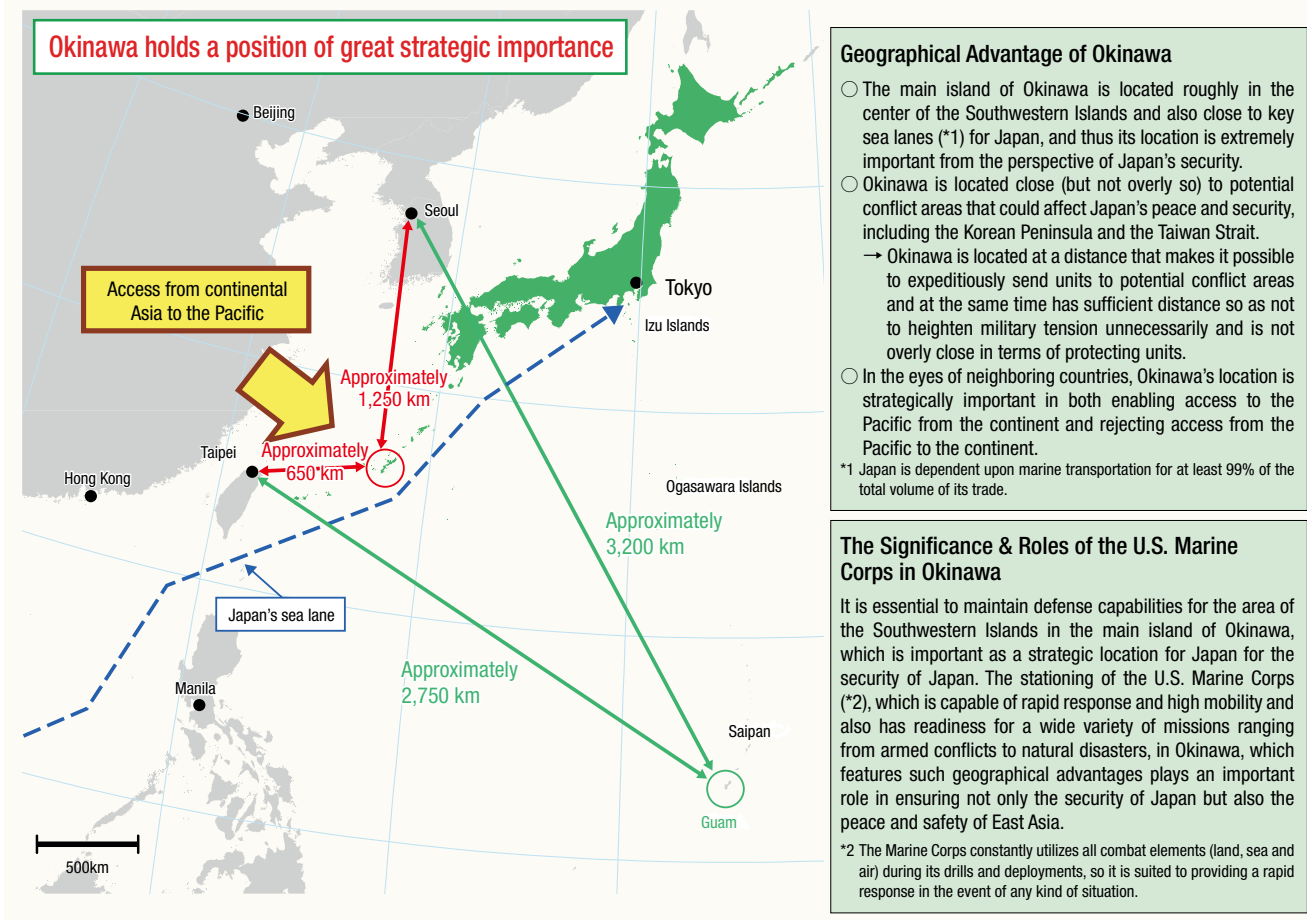 Okinawa holds a position of great strategic importance
Beijing
Seoul
Access from continental
Asia to the Pacific
Tokyo
Izu Islands
Approximately
1,250 km
Taipei
Approximately
650 km
Hong Kong
Ogasawara Islands
Approximately
3,200 km
Japan's sea lane
Approximately
2,750 km
Manila
Saipan
Guam
500km
Geographical Advantage of Okinawa
○ The main island of Okinawa is located roughly in the
center of the Southwestern Islands and also close to key
sea lanes (*1) for Japan, and thus its location is extremely
important from the perspective of Japan's security.
○ Okinawa is located close (but not overly so) to potential
conflict areas that could affect Japan's peace and security,
including the Korean Peninsula and the Taiwan Strait.
→ Okinawa is located at a distance that makes it possible
to expeditiously send units to potential conflict areas
and at the same time has sufficient distance so as not
to heighten military tension unnecessarily and is not
overly close in terms of protecting units.
○ In the eyes of neighboring countries, Okinawa's location is
strategically important in both enabling access to the
Pacific from the continent and rejecting access from the
Pacific to the continent.
*1 Japan is dependent upon marine transportation for at least 99% of the
total volume of its trade.
The Significance & Roles of the U.S. Marine
Corps in Okinawa
It is essential to maintain defense capabilities for the area of
the Southwestern Islands in the main island of Okinawa,
which is important as a strategic location for Japan for the
security of Japan. The stationing of the U.S. Marine Corps
(*2), which is capable of rapid response and high mobility and
also has readiness for a wide variety of missions ranging
from armed conflicts to natural disasters, in Okinawa, which
features such geographical advantages plays an important
role in ensuring not only the security of Japan but also the
peace and safety of East Asia.
*2 The Marine Corps constantly utilizes all combat elements (land, sea and
air) during its drills and deployments, so it is suited to providing a rapid
response in the event of any kind of situation.